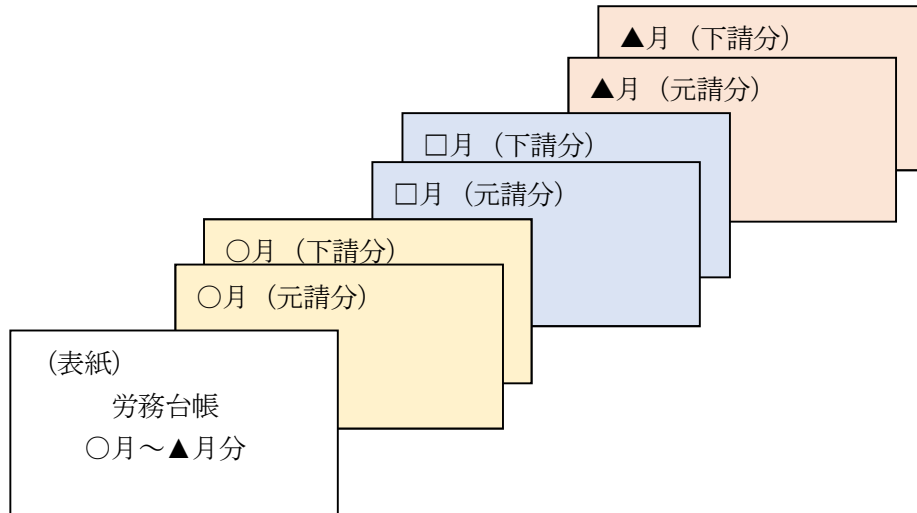 ▲月（下請分）
▲月（元請分）
□月（下請分）
□月（元請分）
○月（下請分）
○月（元請分）
（表紙）
労務台帳
○月～▲月分